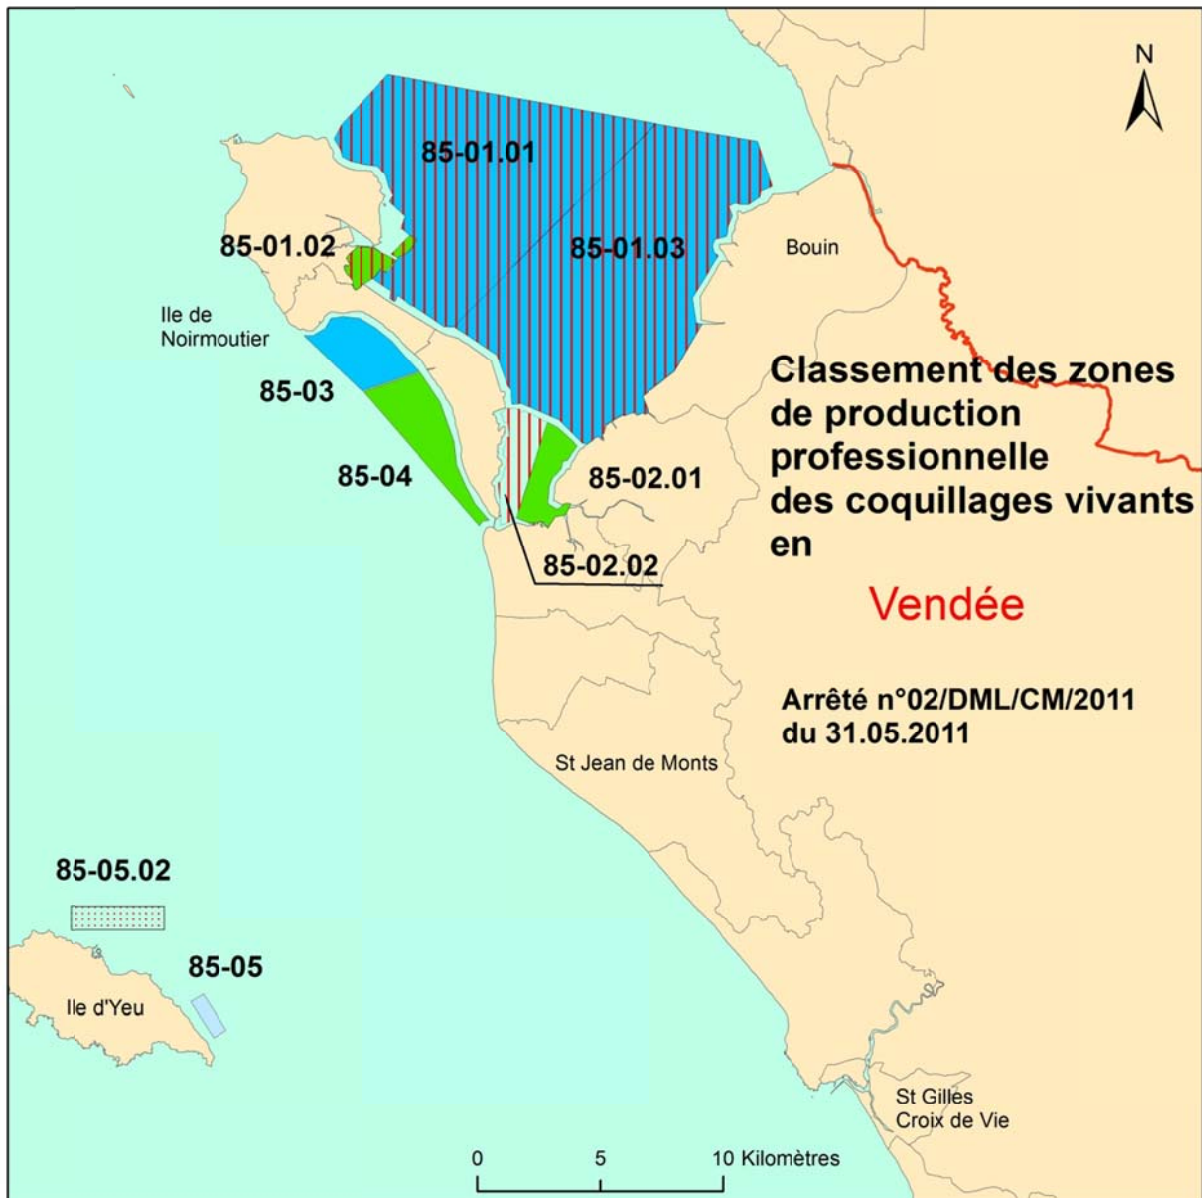 N
85-01.01
85-01.02
85-01.03
Bouin
Ile de
Noirmoutier
85-03
85-04
85-02.01
85-02.02
Classement des zones
de production
professionnelle
des coquillages vivants
en
Vendée
Arrêté n°02/DML/CM/2011
du 31.05.2011
St Jean de Monts
85-05.02
85-05
Ile d'Yeu
St Gilles
Croix de Vie
0 5 10 Kilomètres